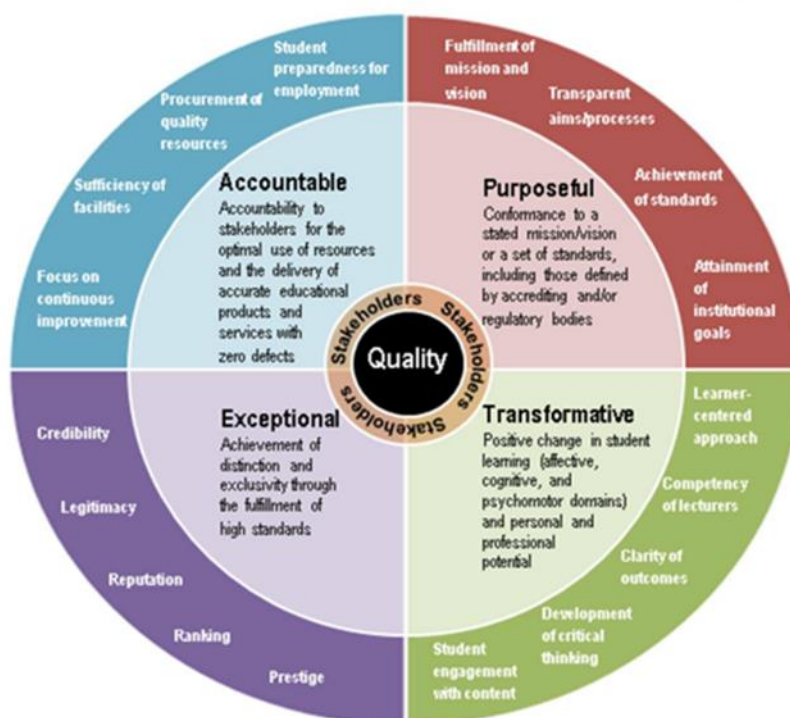 Student
preparedness for
employment
Procurement of
quality
resources
Sufficiency of
facilities
Focus on
continuous
improvement
Accountable
Accountability to
stakeholders for the
optimal use of resources
and the delivery of
accurate educational
products and
services with
zero defects
Fulfillment of
mission and
vision
Transparent
aims/processes
Achievement
of standards
Attainment
of
institutional
goals
Purposeful
Conformance to a
stated mission/vision
or a set of standards,
including those defined
by accrediting and/or
regulatory bodies
Stakeholders
Stakeholders
Stakeholders
Quality
Exceptional
Achievement of
distinction and
exclusivity through
the fulfillment of
high standards
Credibility
Legitimacy
Reputation
Ranking
Prestige
Transformative
Positive change in student
learning (affective,
cognitive, and
psychomotor domains)
and personal and
professional
potential
Learner-
centered
approach
Competency
of lecturers
Clarity of
outcomes
Development
of critical
thinking
Student
engagement
with content